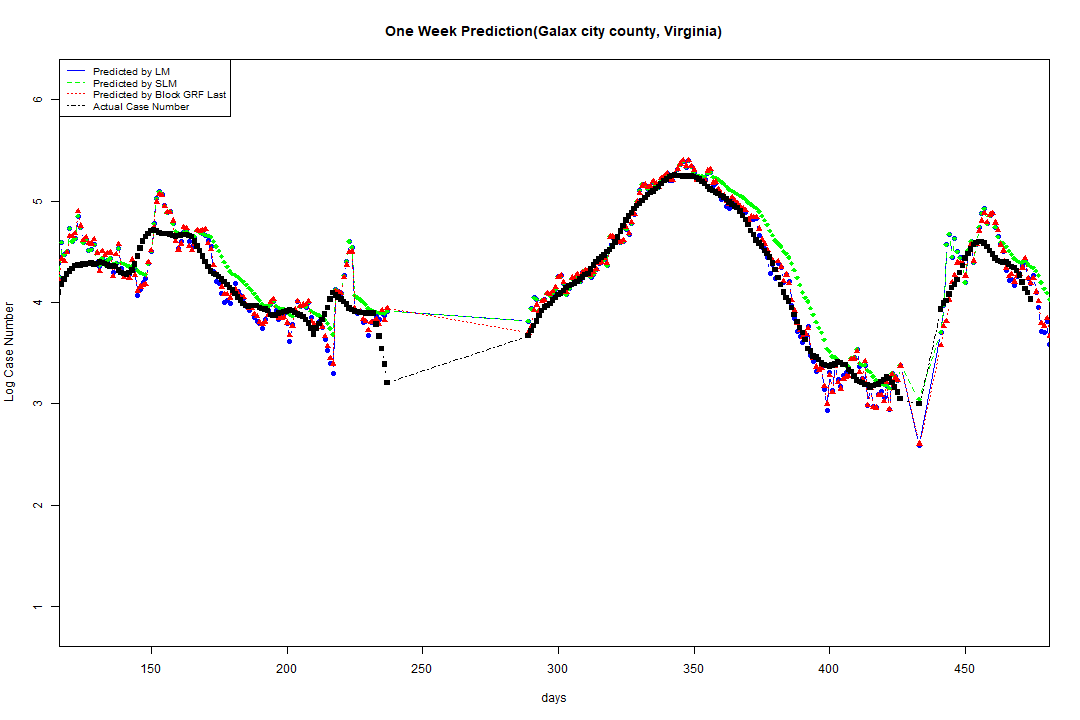 One Week Prediction(Galax city county, Virginia)
Predicted by LM
Predicted by SLM
Predicted by Block GRF Last
Actual Case Number
Log Case Number
6
5
4
3
2
1
150 200 250 300 350 400 450
days